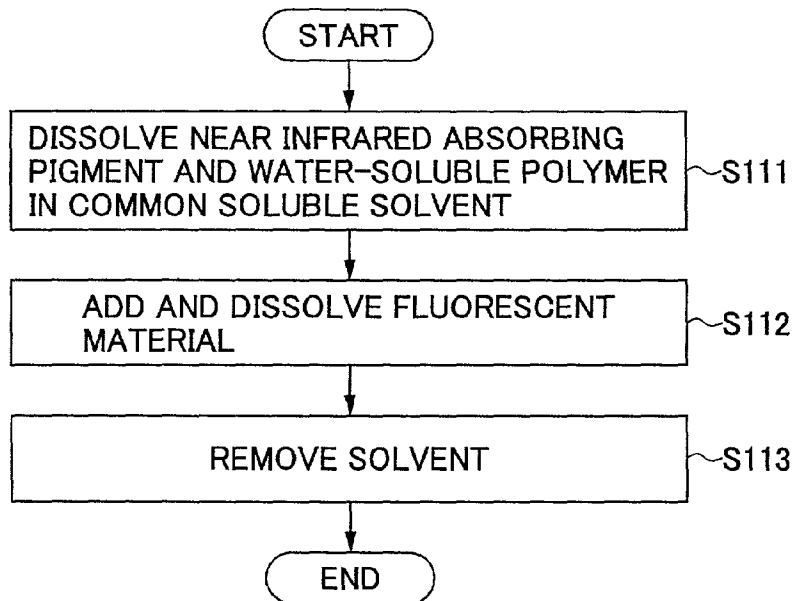 START
DISSOLVE NEAR INFRARED ABSORBING
PIGMENT AND WATER-SOLUBLE POLYMER
IN COMMON SOLUBLE SOLVENT
S111
ADD AND DISSOLVE FLUORESCENT
MATERIAL
S112
REMOVE SOLVENT
S113
END